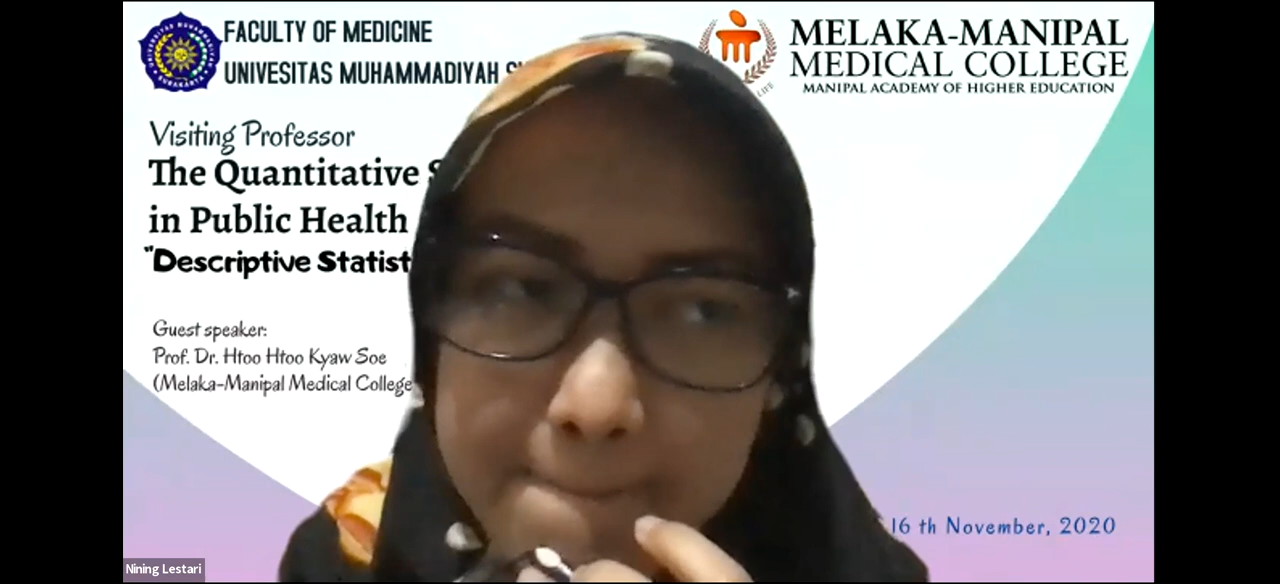 FACULTY OF MEDICINE
UNIVESITAS MUHAMMADIYAH
MELAKA-MANIPAL
MEDICAL COLLEGE
MANIPAL ACADEMY OF HIGHER EDUCATION
LIFE
Visiting Professor
The Quantitative
in Public Health
"Descriptive Statist
Guest speaker:
Prof. Dr. Htoo Htoo Kyaw Soe
(Melaka-Manipal Medical College
16 th November, 2020
Nining Lestari